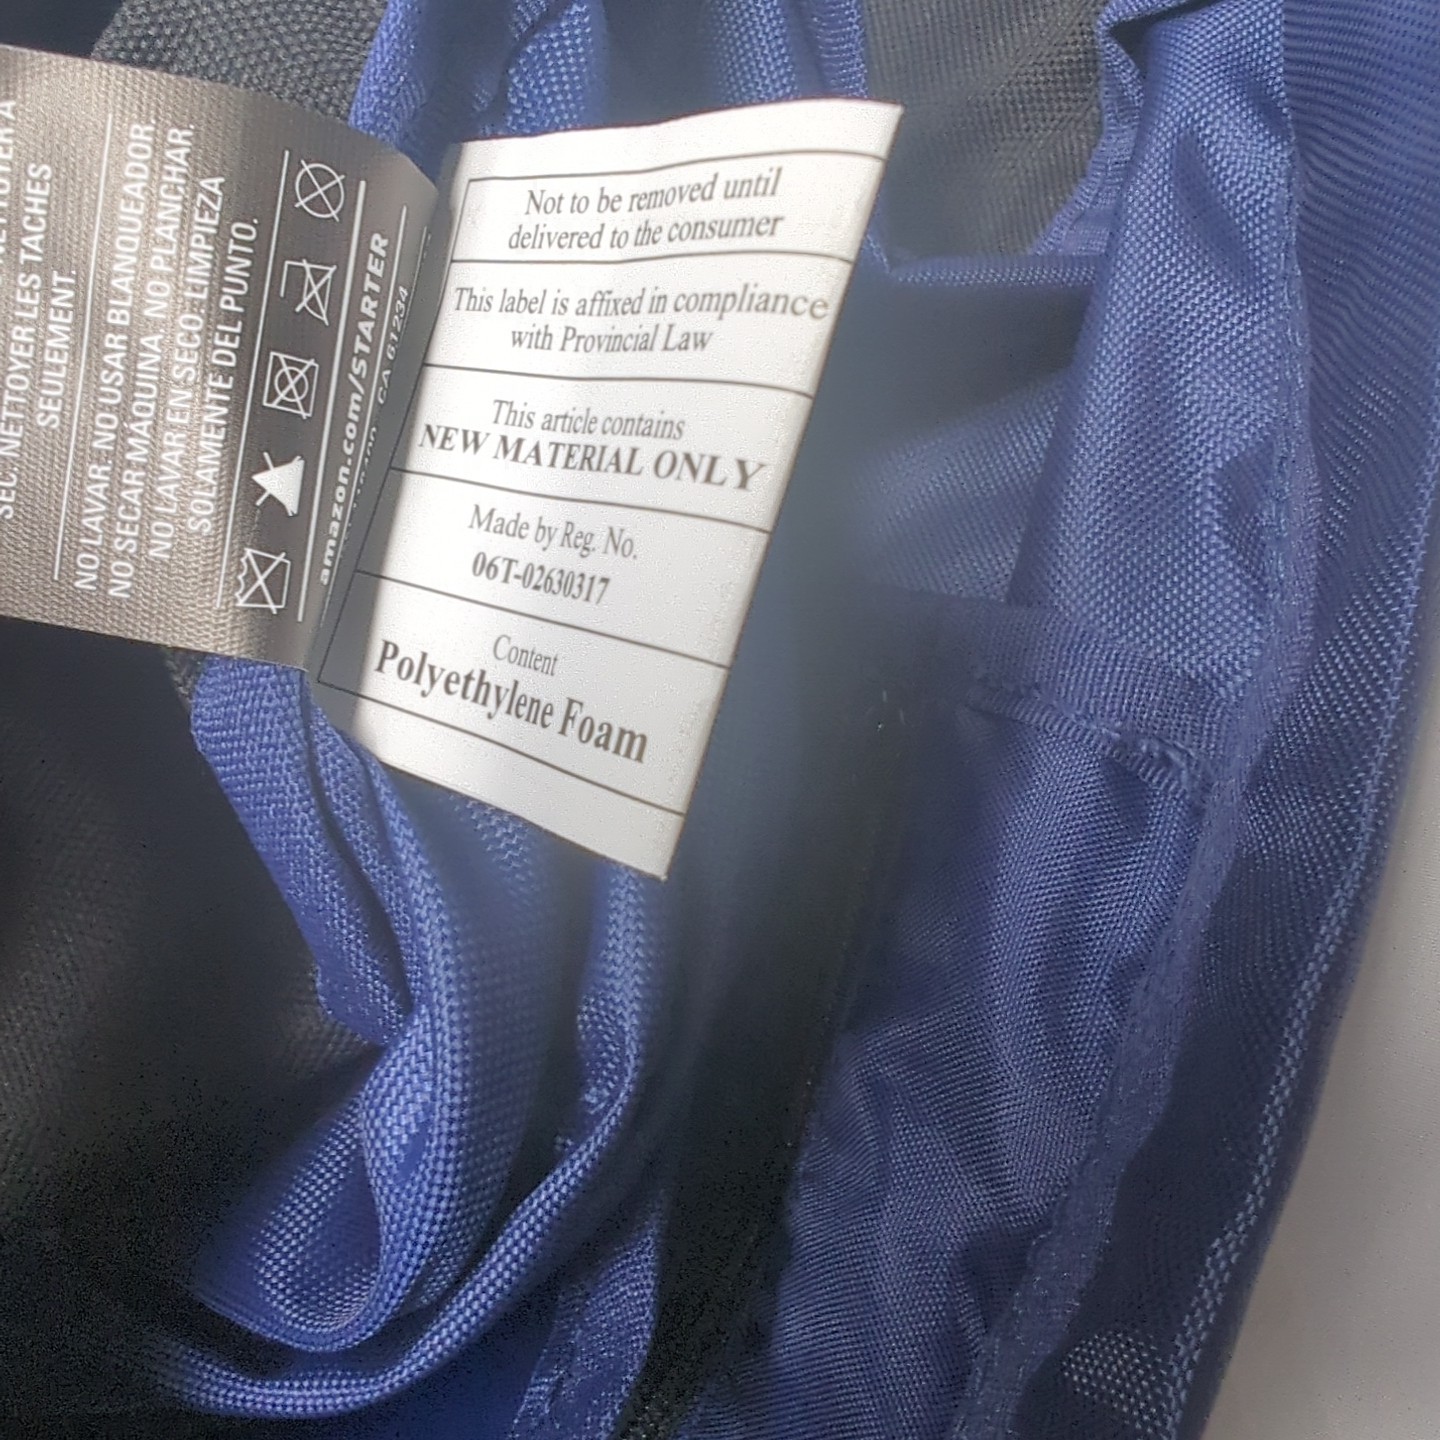 SEC. NETTOYER LES TACHES
SEULEMENT.
NO LAVAR. NO USAR BLANQUEADOR.
NO SECAR MÁQUINA. NO PLANCHAR.
NO LAVAR EN SECO. LIMPIEZA
SOLAMENTE DEL PUNTO.
amazon.com/STARTER
CA 61234
Not to be removed until
delivered to the consumer
This label is affixed in compliance
with Provincial Law
This article contains
NEW MATERIAL ONLY
Made by Reg. No.
06T-02630317
Content
Polyethylene Foam